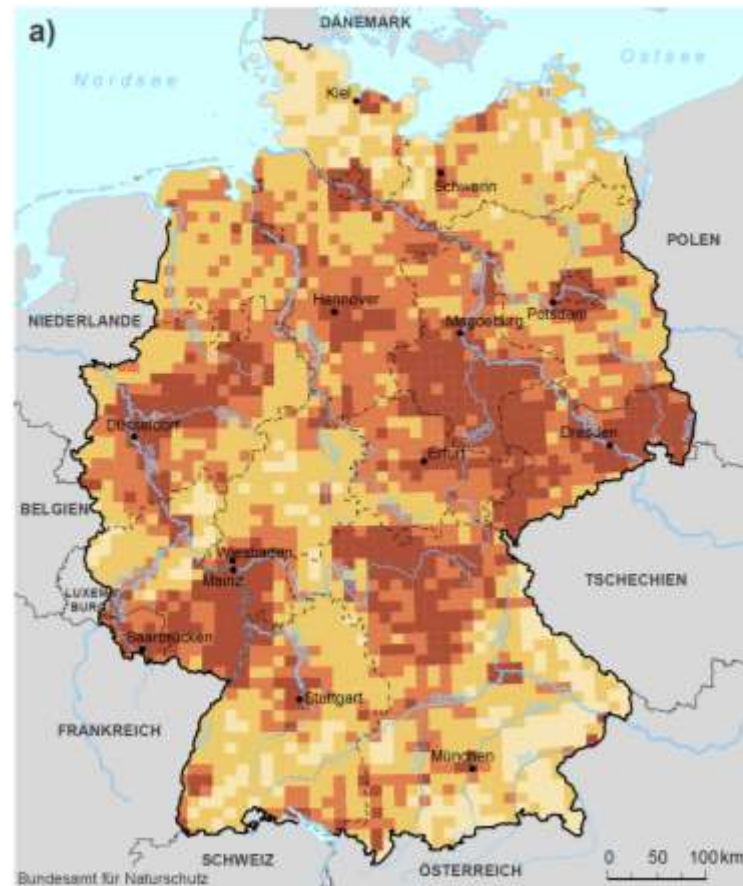 a)
DÄNEMARK
Nordsee
Ostsee
Kiel
Schwerin
POLEN
Hannover
NIEDERLANDE
Magdeburg
Potsdam
Düsseldorf
Dresden
Erfurt
BELGIEN
Wiesbaden
Mainz
TSCHECHIEN
LUXEM-
BURG
Saarbrücken
Stuttgart
FRANKREICH
München
SCHWEIZ
ÖSTERREICH
0 50 100 km
Bundesamt für Naturschutz